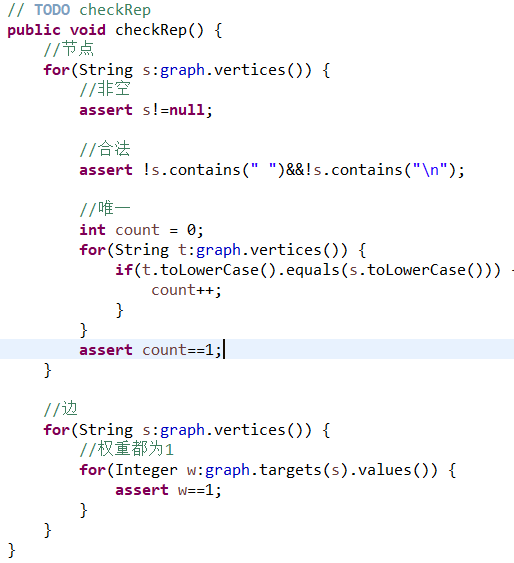 // TODO checkRep
public void checkRep() {
//节点
for(String s:graph.vertices()) {
//非空
assert s!=null;
//合法
assert !s.contains(" ")&&!s.contains("\n");
//唯一
int count = 0;
for(String t:graph.vertices()) {
if(t.toLowerCase().equals(s.toLowerCase()))
count++;
}
}
assert count==1;
}
//边
for(String s:graph.vertices()) {
//权重都为1
for(Integer w:graph.targets(s).values()) {
assert w==1;
}
}
}